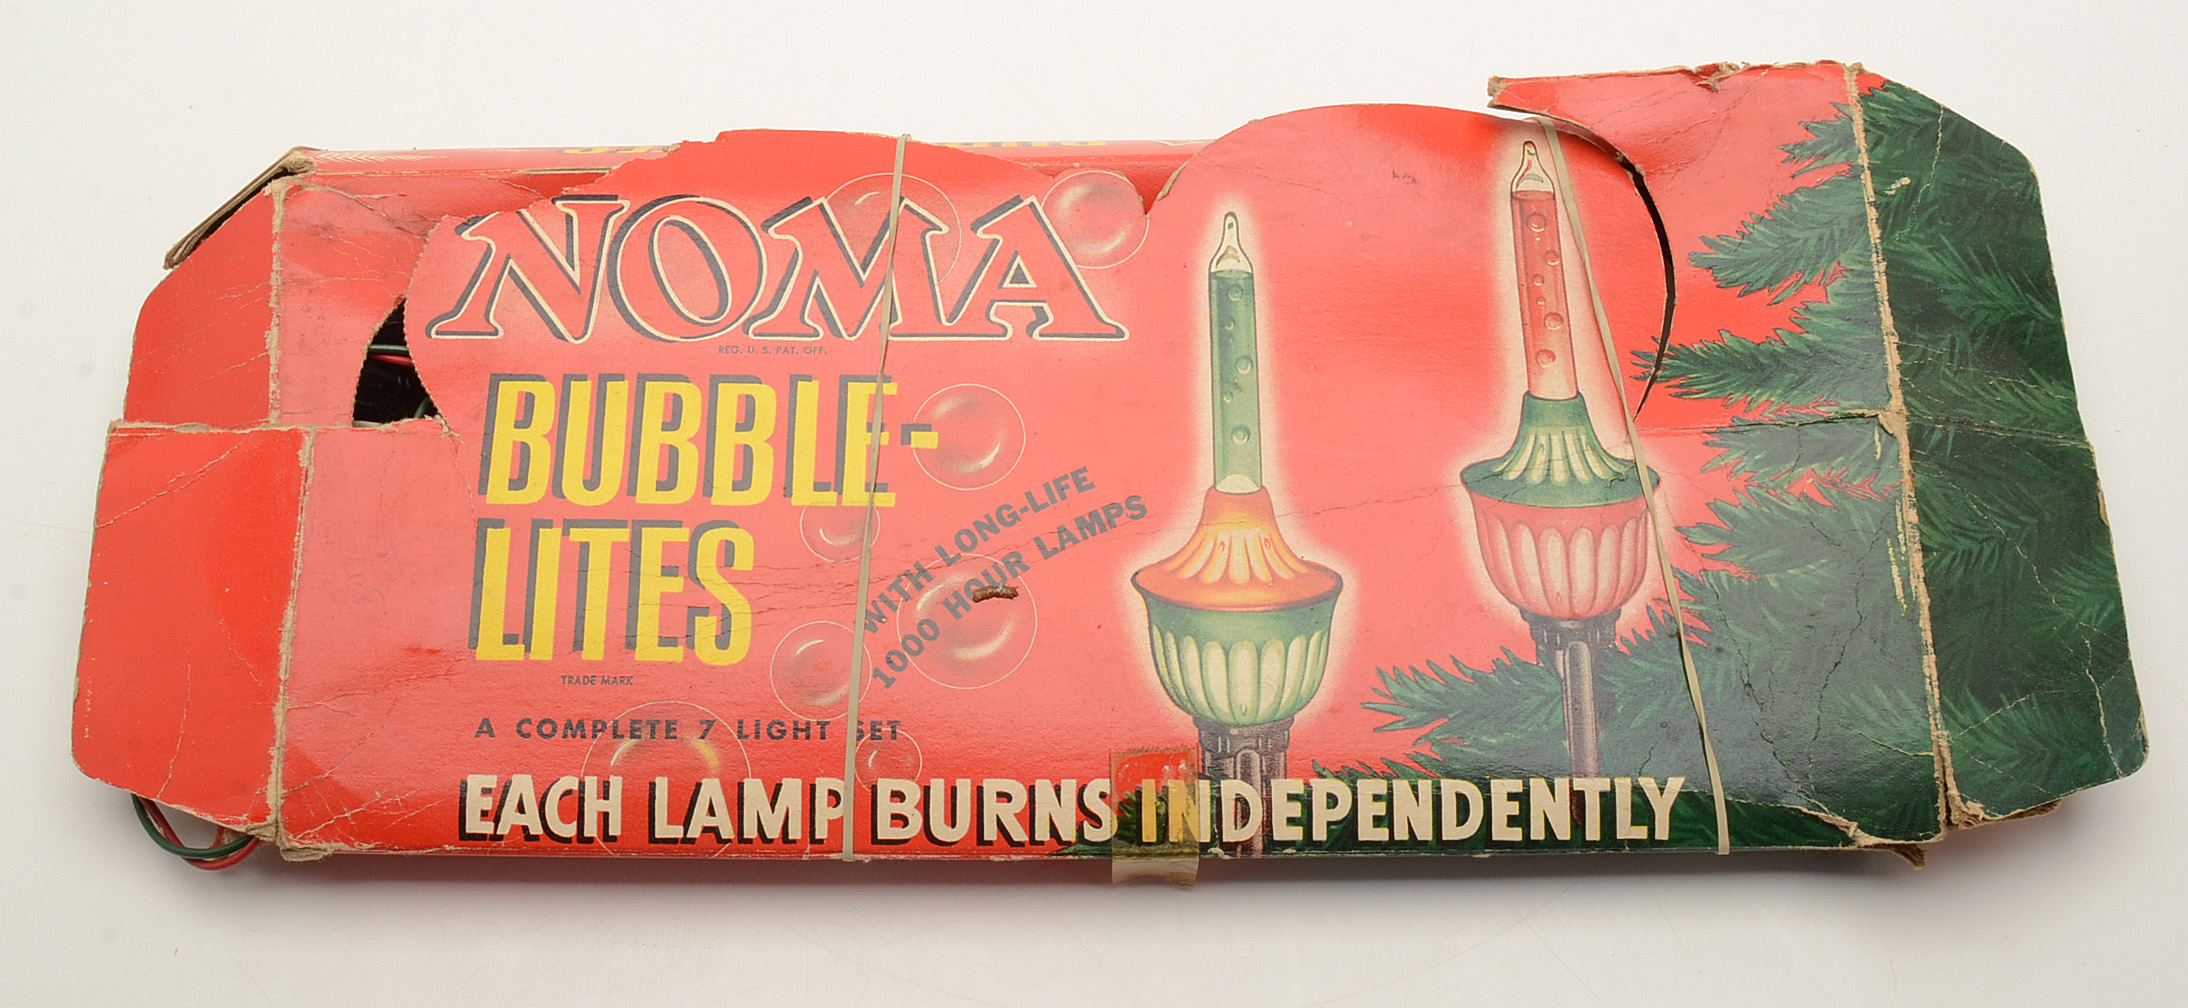 NOMA
REG. U. S. PAT. OFF.
BUBBLE-
LITES
TRADE MARK
WITH LONG-LIFE
1000 HOUR LAMPS
A COMPLETE 7 LIGHT SET
EACH LAMP BURNS INDEPENDENTLY